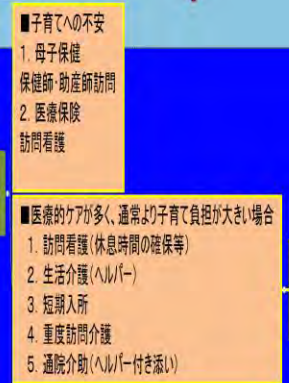 ■子育てへの不安
1. 母子保健
保健師・助産師訪問
2. 医療保険
訪問看護
■医療的ケアが多く、通常より子育て負担が大きい場合
1. 訪問看護(休息時間の確保等)
2. 生活介護(ヘルパー)
3. 短期入所
4. 重度訪問介護
5. 通院介助(ヘルパー付き添い)